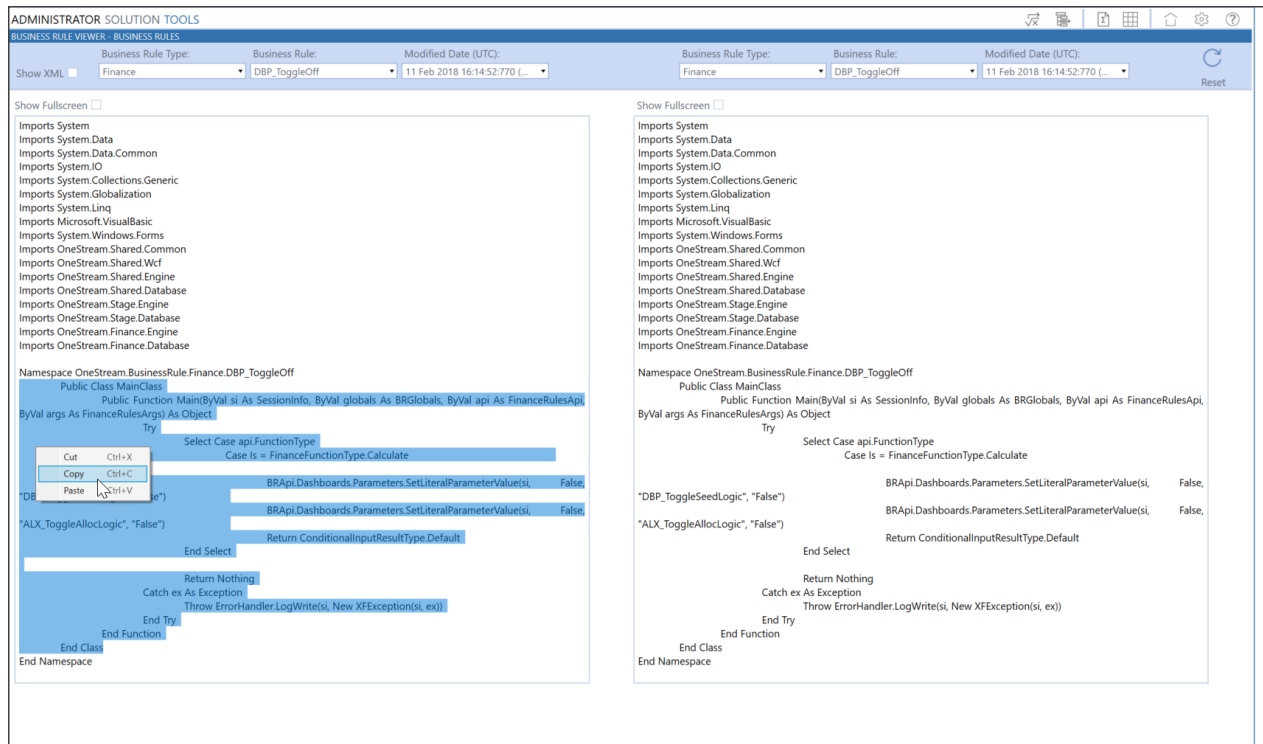 ADMINISTRATOR SOLUTION TOOLS
BUSINESS RULE VIEWER - BUSINESS RULES
Business Rule Type: Business Rule: Modified Date (UTC): Business Rule Type: Business Rule: Modified Date (UTC):
Show XML Finance DBP_ToggleOff 11 Feb 2018 16:14:52:770 (... Finance DBP_ToggleOff 11 Feb 2018 16:14:52:770 (...
Reset
Show Fullscreen
Imports System
Imports System.Data
Imports System.Data.Common
Imports System.IO
Imports System.Collections.Generic
Imports System.Globalization
Imports System.Linq
Imports Microsoft.VisualBasic
Imports System.Windows.Forms
Imports OneStream.Shared.Common
Imports OneStream.Shared.Wcf
Imports OneStream.Shared.Engine
Imports OneStream.Shared.Database
Imports OneStream.Stage.Engine
Imports OneStream.Stage.Database
Imports OneStream.Finance.Engine
Imports OneStream.Finance.Database
Namespace OneStream.BusinessRule.Finance.DBP_ToggleOff
Public Class MainClass
Public Function Main(ByVal si As SessionInfo, ByVal globals As BRGlobals, ByVal api As FinanceRulesApi,
ByVal args As FinanceRulesArgs) As Object
Try
Select Case api.FunctionType
Case Is = FinanceFunctionType.Calculate
Cut Ctrl+X
Copy Ctrl+C
Paste Ctrl+V
BRApi.Dashboards.Parameters.SetLiteralParameterValue(si, False,
BRApi.Dashboards.Parameters.SetLiteralParameterValue(si, False,
"ALX_ToggleAllocLogic", "False")
Return ConditionalInputResultType.Default
End Select
Return Nothing
Catch ex As Exception
Throw ErrorHandler.LogWrite(si, New XFException(si, ex))
End Try
End Function
End Class
End Namespace
Show Fullscreen
Imports System
Imports System.Data
Imports System.Data.Common
Imports System.IO
Imports System.Collections.Generic
Imports System.Globalization
Imports System.Linq
Imports Microsoft.VisualBasic
Imports System.Windows.Forms
Imports OneStream.Shared.Common
Imports OneStream.Shared.Wcf
Imports OneStream.Shared.Engine
Imports OneStream.Shared.Database
Imports OneStream.Stage.Engine
Imports OneStream.Stage.Database
Imports OneStream.Finance.Engine
Imports OneStream.Finance.Database
Namespace OneStream.BusinessRule.Finance.DBP_ToggleOff
Public Class MainClass
Public Function Main(ByVal si As SessionInfo, ByVal globals As BRGlobals, ByVal api As FinanceRulesApi,
ByVal args As FinanceRulesArgs) As Object
Try
Select Case api.FunctionType
Case Is = FinanceFunctionType.Calculate
BRApi.Dashboards.Parameters.SetLiteralParameterValue(si, False,
"DBP_ToggleSeedLogic", "False")
BRApi.Dashboards.Parameters.SetLiteralParameterValue(si, False,
"ALX_ToggleAllocLogic", "False")
Return ConditionalInputResultType.Default
End Select
Return Nothing
Catch ex As Exception
Throw ErrorHandler.LogWrite(si, New XFException(si, ex))
End Try
End Function
End Class
End Namespace